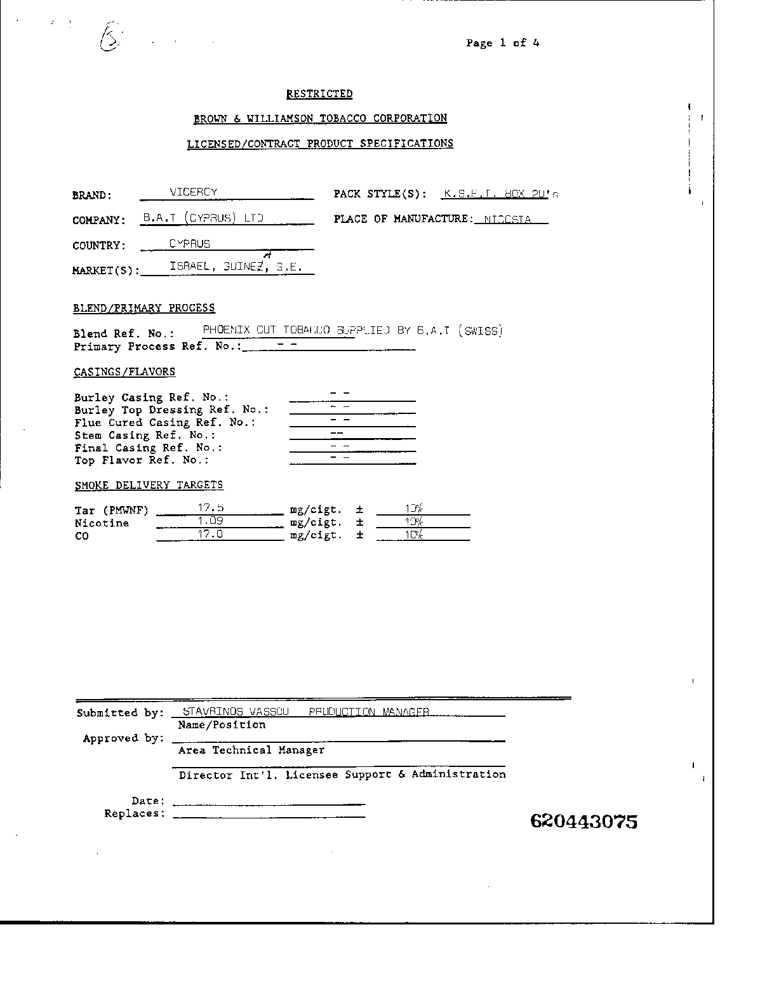 Page 1 of 4
RESTRICTED
BROWN & WILLIAMSON TOBACCO CORPORATION
LICENSED/CONTRACT PRODUCT SPECIFICATIONS
BRAND: VICEROY PACK STYLE(S): K.S.F.T. BOX 20's
COMPANY: B.A.T (CYPRUS) LTD PLACE OF MANUFACTURE: NICOSIA
COUNTRY: CYPRUS
MARKET(S): ISRAEL, GUINEA, S.E.
BLEND/PRIMARY PROCESS
Blend Ref. No.: PHOENIX CUT TOBACCO SUPPLIED BY B.A.T (SWISS)
Primary Process Ref. No.: - -
CASINGS/FLAVORS
Burley Casing Ref. No.: - -
Burley Top Dressing Ref. No.: - -
Flue Cured Casing Ref. No.: - -
Stem Casing Ref. No.: --
Final Casing Ref. No.: - -
Top Flavor Ref. No.: - -
SMOKE DELIVERY TARGETS
Tar (PMWNF) 17.5 mg/cigt. ± 10%
Nicotine 1.09 mg/cigt. ± 10%
CO 17.0 mg/cigt. ± 10%
Submitted by: STAVRINOS VASSOU PRODUCTION MANAGER
Name/Position
Approved by:
Area Technical Manager
Director Int'l. Licensee Support & Administration
Date:
Replaces:
620443075